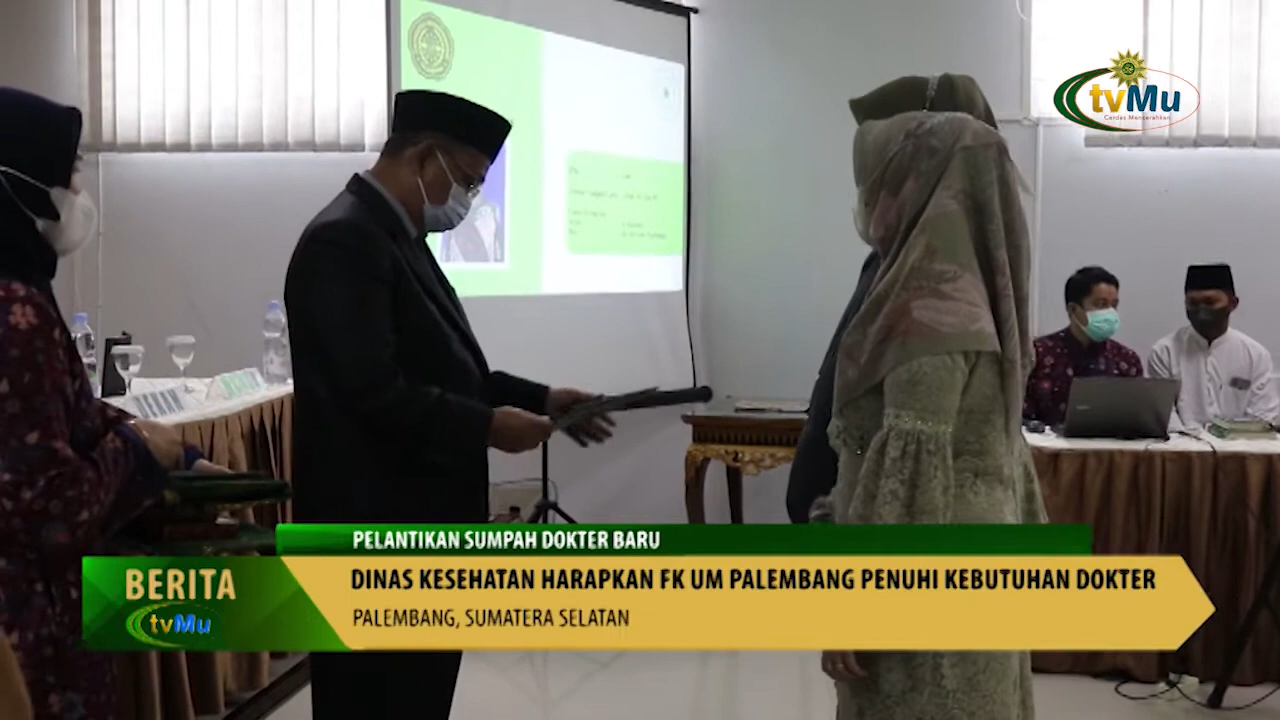 tvMu
Cerdas Mencerahkan
DEKAN
PELANTIKAN SUMPAH DOKTER BARU
BERITA
tvMu
DINAS KESEHATAN HARAPKAN FK UM PALEMBANG PENUHI KEBUTUHAN DOKTER
PALEMBANG, SUMATERA SELATAN